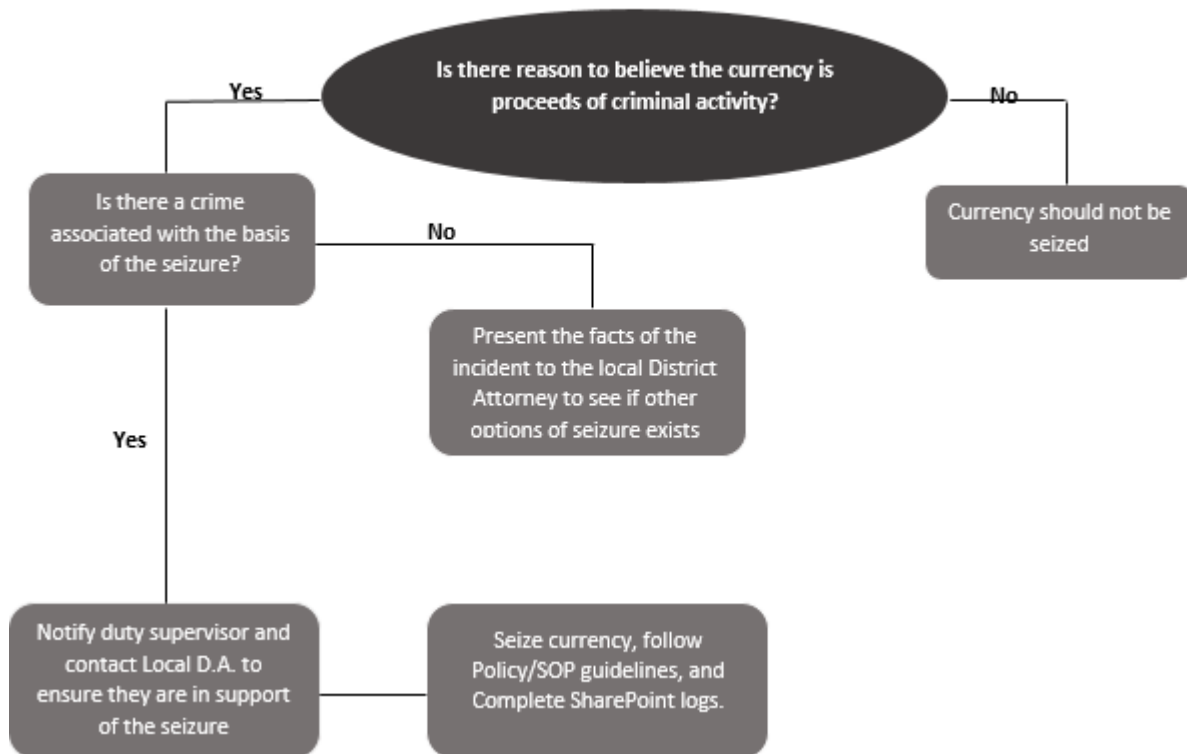 Is there reason to believe the currency is
proceeds of criminal activity?
Yes
No
Is there a crime
associated with the basis
of the seizure?
No
Currency should not be
seized
Present the facts of the
incident to the local District
Attorney to see if other
options of seizure exists
Yes
Notify duty supervisor and
contact Local D.A. to
ensure they are in support
of the seizure
Seize currency, follow
Policy/SOP guidelines, and
Complete SharePoint logs.